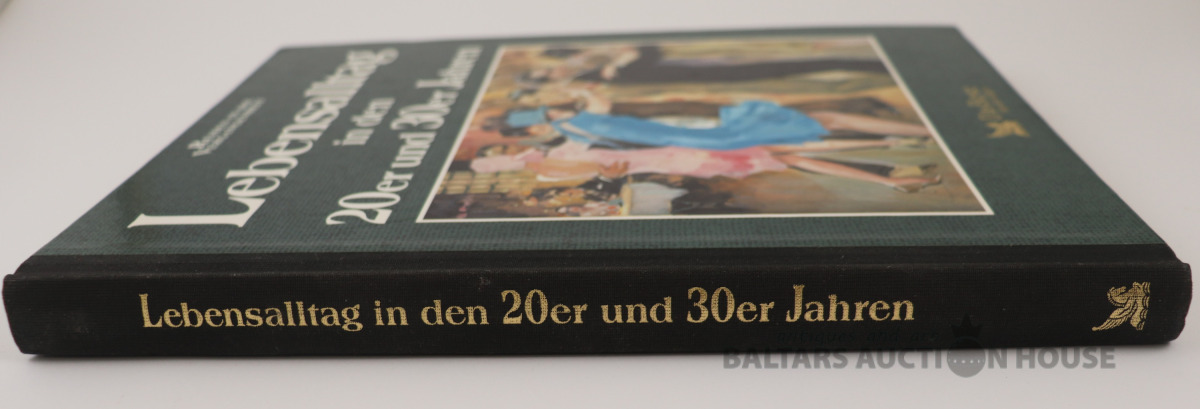 Lebensalltag
in den
20er und 30er Jahren
Lebensalltag in den 20er und 30er Jahren
BALTARS AUCTION HOUSE